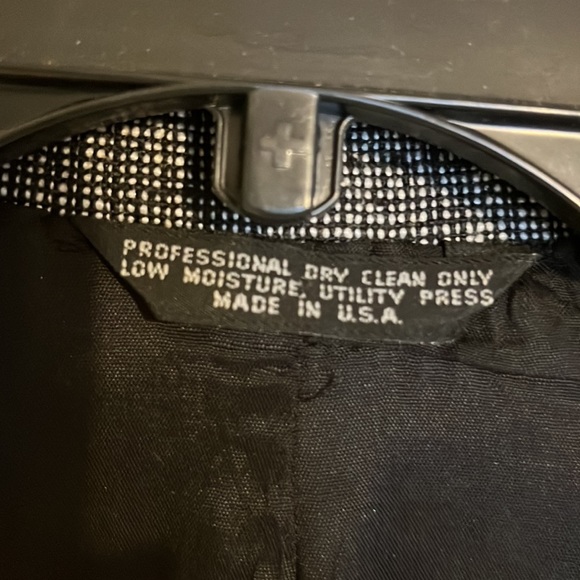 PROFESSIONAL DRY CLEAN ONLY
LOW MOISTURE, UTILITY PRESS
MADE IN U.S.A.